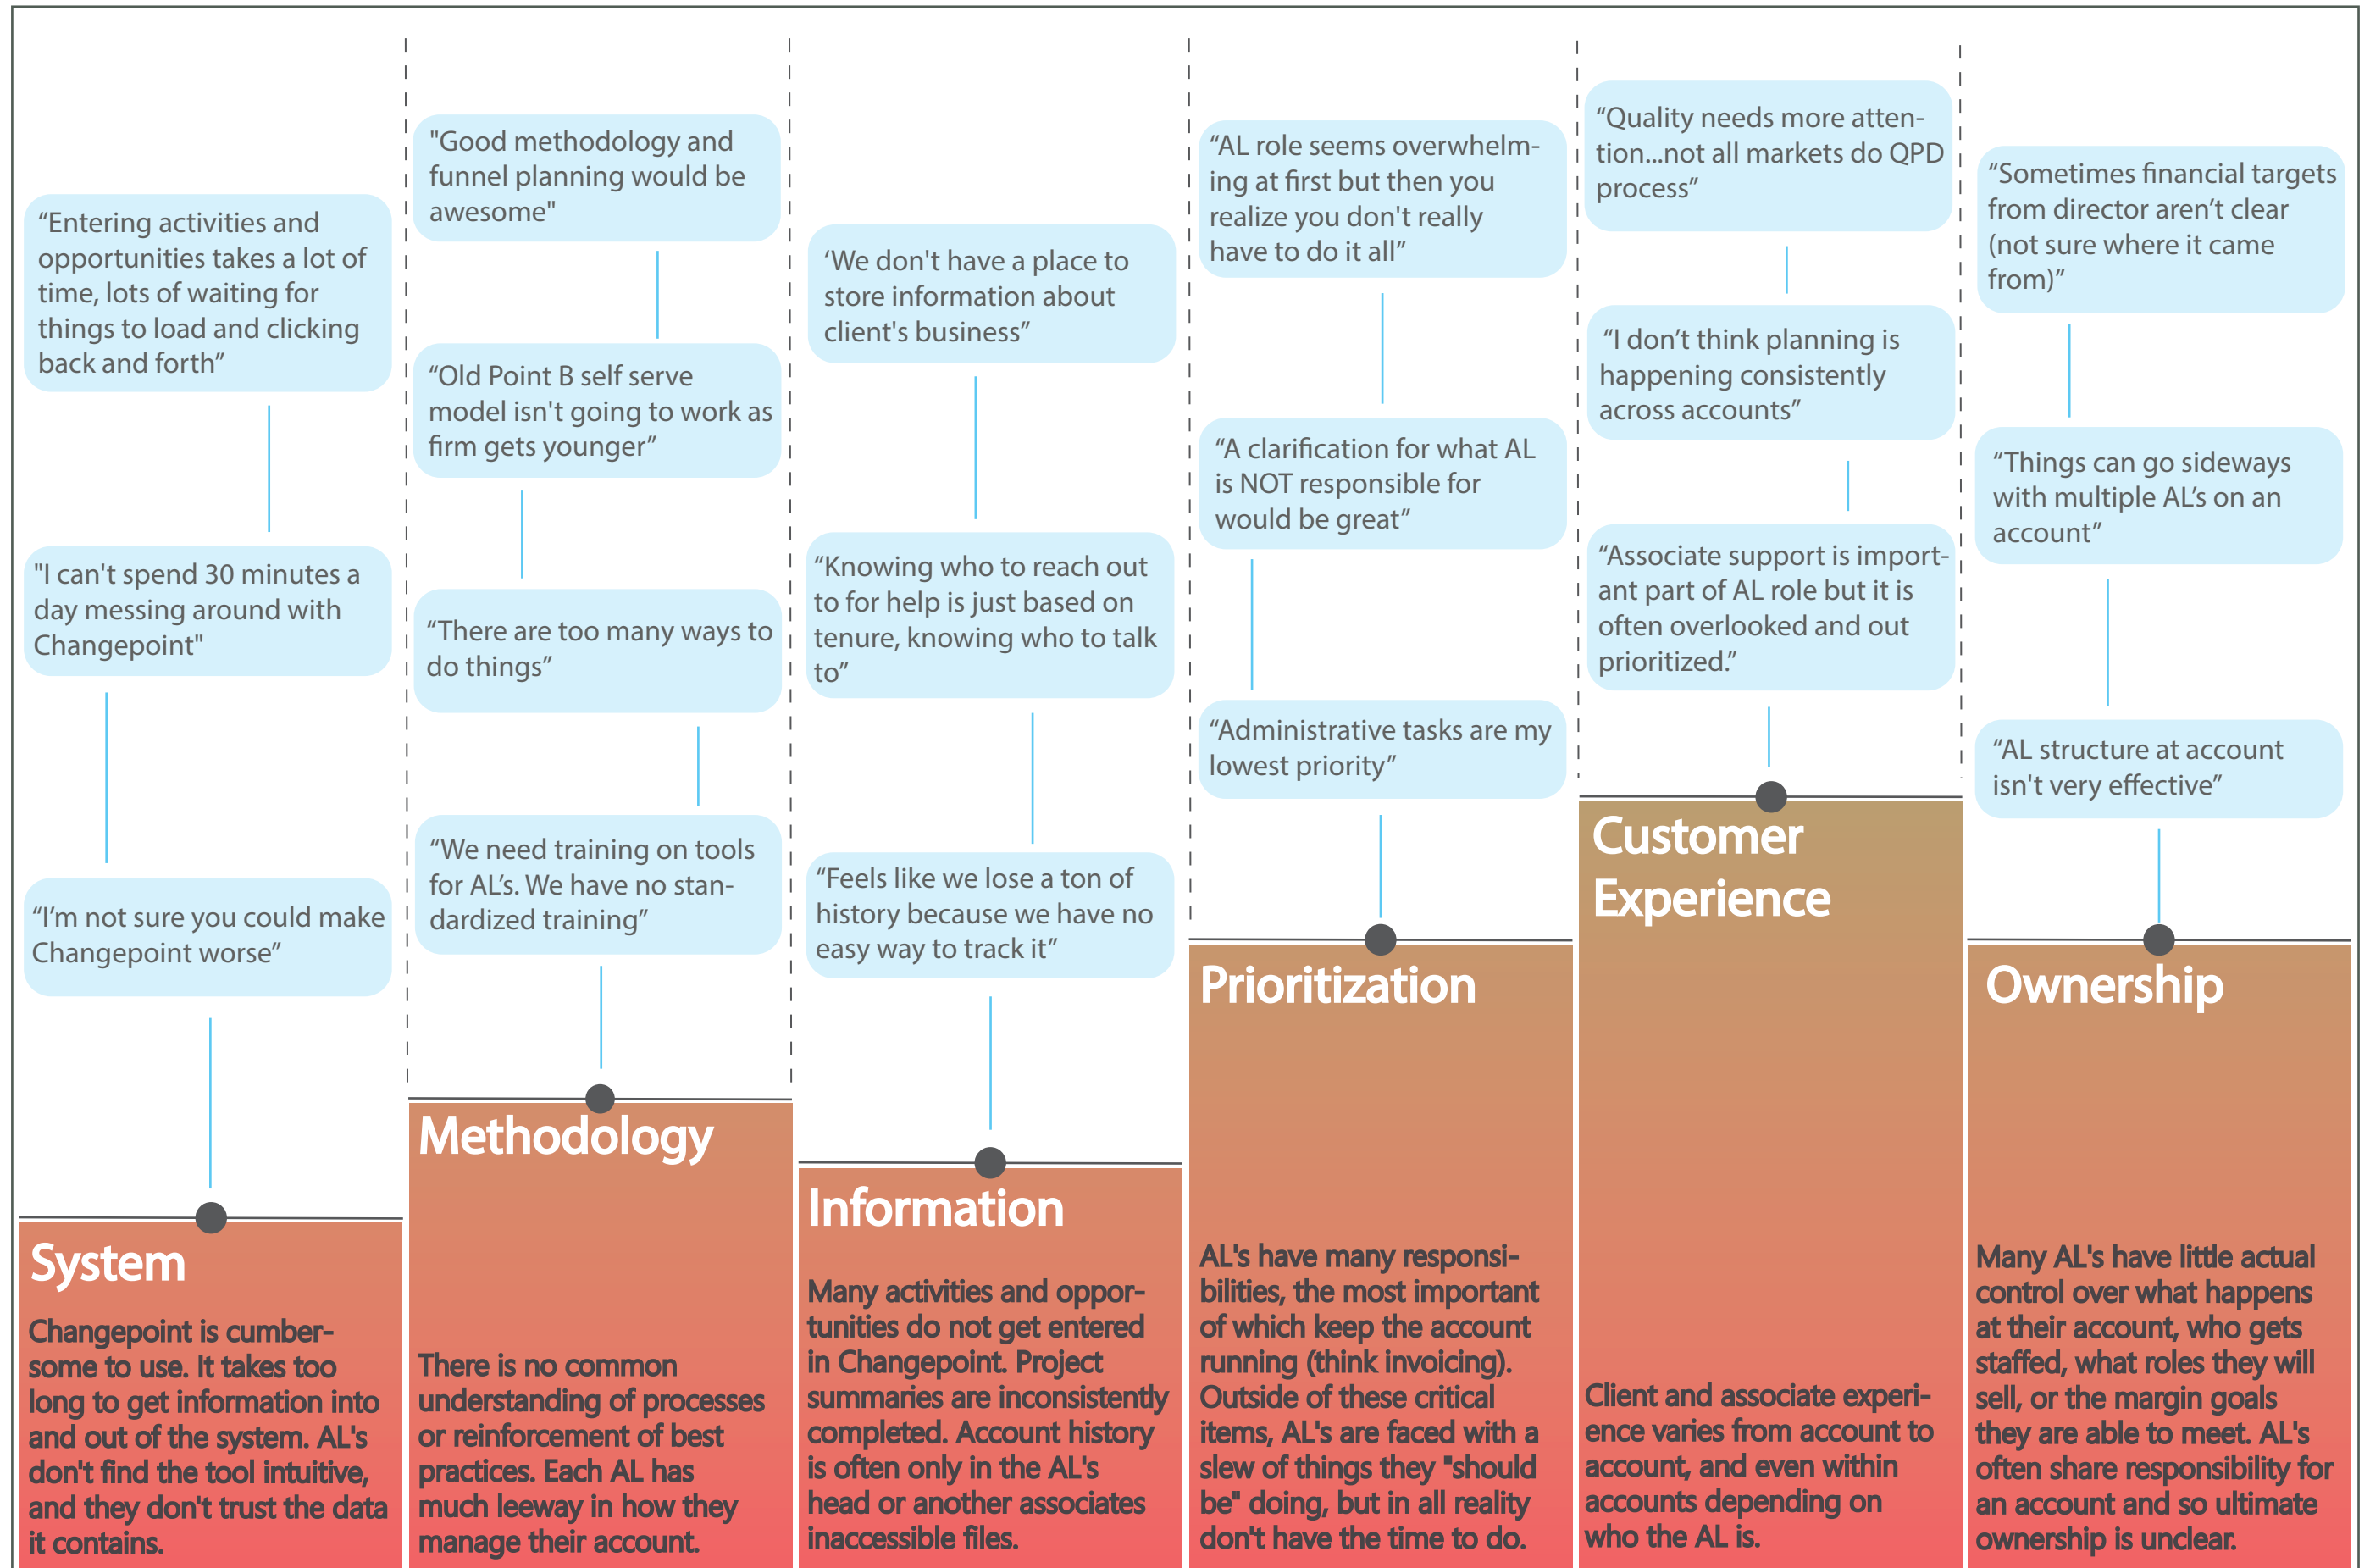 “Entering activities and
opportunities takes a lot of
time, lots of waiting for
things to load and clicking
back and forth”
"I can't spend 30 minutes a
day messing around with
Changepoint"
“I’m not sure you could make
Changepoint worse”
System
Changepoint is cumber-
some to use. It takes too
long to get information into
and out of the system. AL's
don't find the tool intuitive,
and they don't trust the data
it contains.
"Good methodology and
funnel planning would be
awesome"
“Old Point B self serve
model isn't going to work as
firm gets younger”
“There are too many ways to
do things”
“We need training on tools
for AL’s. We have no stan-
dardized training”
Methodology
There is no common
understanding of processes
or reinforcement of best
practices. Each AL has
much leeway in how they
manage their account.
‘We don't have a place to
store information about
client's business”
“Knowing who to reach out
to for help is just based on
tenure, knowing who to talk
to”
“Feels like we lose a ton of
history because we have no
easy way to track it”
Information
Many activities and oppor-
tunities do not get entered
in Changepoint. Project
summaries are inconsistently
completed. Account history
is often only in the AL's
head or another associates
inaccessible files.
“AL role seems overwhelm-
ing at first but then you
realize you don't really
have to do it all”
“A clarification for what AL
is NOT responsible for
would be great”
“Administrative tasks are my
lowest priority”
Prioritization
AL's have many responsi-
bilities, the most important
of which keep the account
running (think invoicing).
Outside of these critical
items, AL's are faced with a
slew of things they "should
be" doing, but in all reality
don't have the time to do.
“Quality needs more atten-
tion...not all markets do QPD
process”
“I don’t think planning is
happening consistently
across accounts”
“Associate support is import-
ant part of AL role but it is
often overlooked and out
prioritized.”
Customer
Experience
Client and associate experi-
ence varies from account to
account, and even within
accounts depending on
who the AL is.
“Sometimes financial targets
from director aren’t clear
(not sure where it came
from)”
“Things can go sideways
with multiple AL’s on an
account”
“AL structure at account
isn't very effective”
Ownership
Many AL's have little actual
control over what happens
at their account, who gets
staffed, what roles they will
sell, or the margin goals
they are able to meet. AL's
often share responsibility for
an account and so ultimate
ownership is unclear.